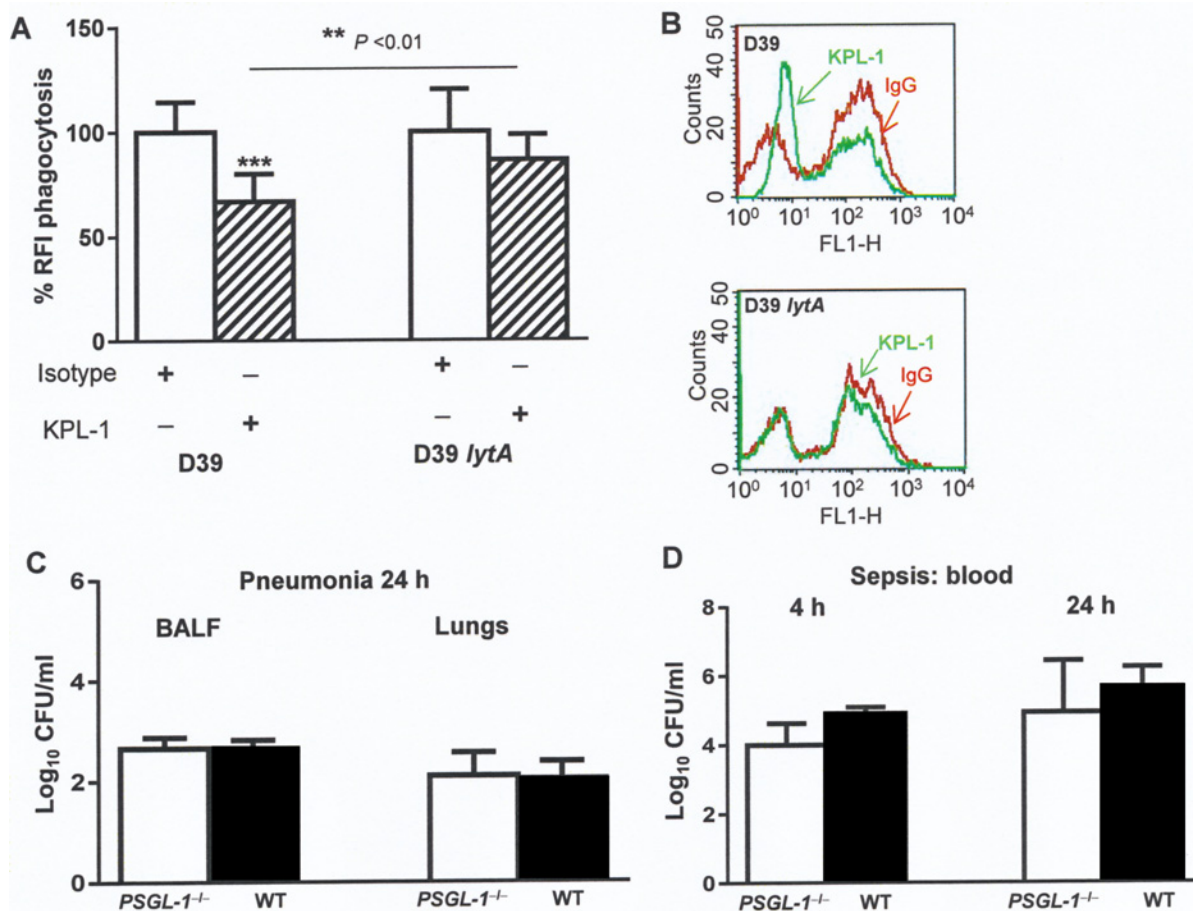 A
** P <0.01
150
100
50
0
% RFI phagocytosis
***
Isotype + – + –
KPL-1 – + – +
D39 D39 lytA
B
D39
KPL-1
IgG
Counts
50
40
20
0
10⁰ 10¹ 10² 10³ 10⁴
FL1-H
D39 lytA
KPL-1
IgG
Counts
50
40
20
0
10⁰ 10¹ 10² 10³ 10⁴
FL1-H
C
Pneumonia 24 h
BALF Lungs
6
4
2
0
Log₁₀ CFU/ml
PSGL-1⁻/⁻ WT PSGL-1⁻/⁻ WT
D
Sepsis: blood
4 h 24 h
8
6
4
2
0
Log₁₀ CFU/ml
PSGL-1⁻/⁻ WT PSGL-1⁻/⁻ WT